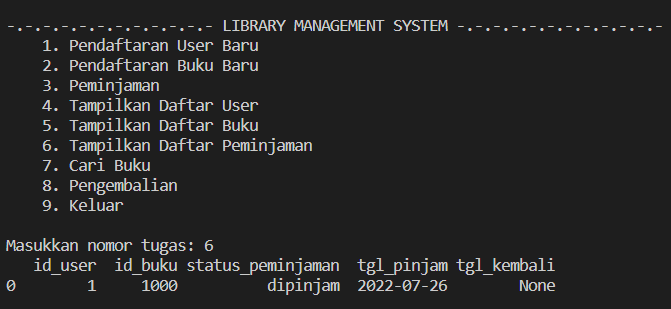 -.-.-.-.-.-.-.-.-.-.- LIBRARY MANAGEMENT SYSTEM -.-.-.-.-.-.-.-.-.-.-
1. Pendaftaran User Baru
2. Pendaftaran Buku Baru
3. Peminjaman
4. Tampilkan Daftar User
5. Tampilkan Daftar Buku
6. Tampilkan Daftar Peminjaman
7. Cari Buku
8. Pengembalian
9. Keluar
Masukkan nomor tugas: 6
id_user id_buku status_peminjaman tgl_pinjam tgl_kembali
0 1 1000 dipinjam 2022-07-26 None